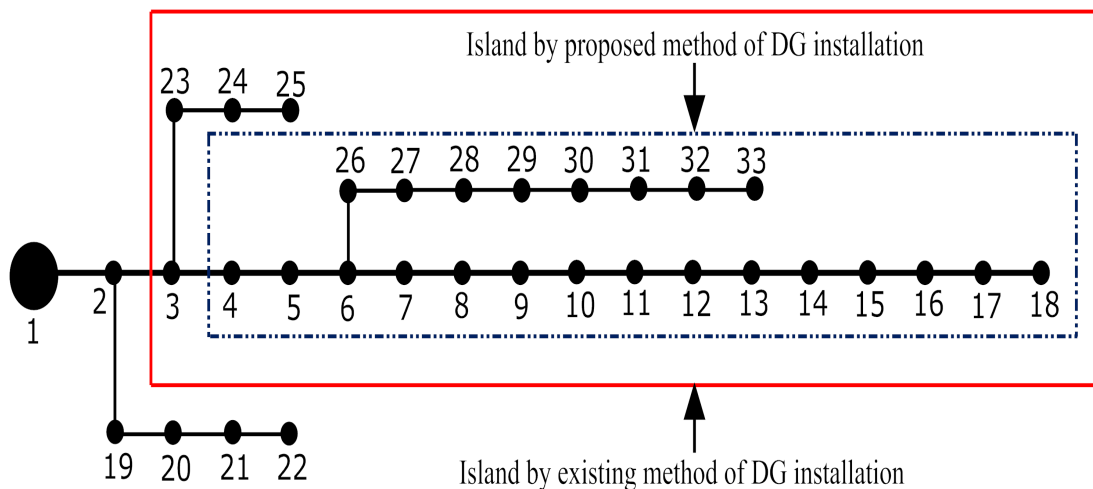 Island by proposed method of DG installation
23 24 25
26 27 28 29 30 31 32 33
1 2 3 4 5 6 7 8 9 10 11 12 13 14 15 16 17 18
19 20 21 22
Island by existing method of DG installation